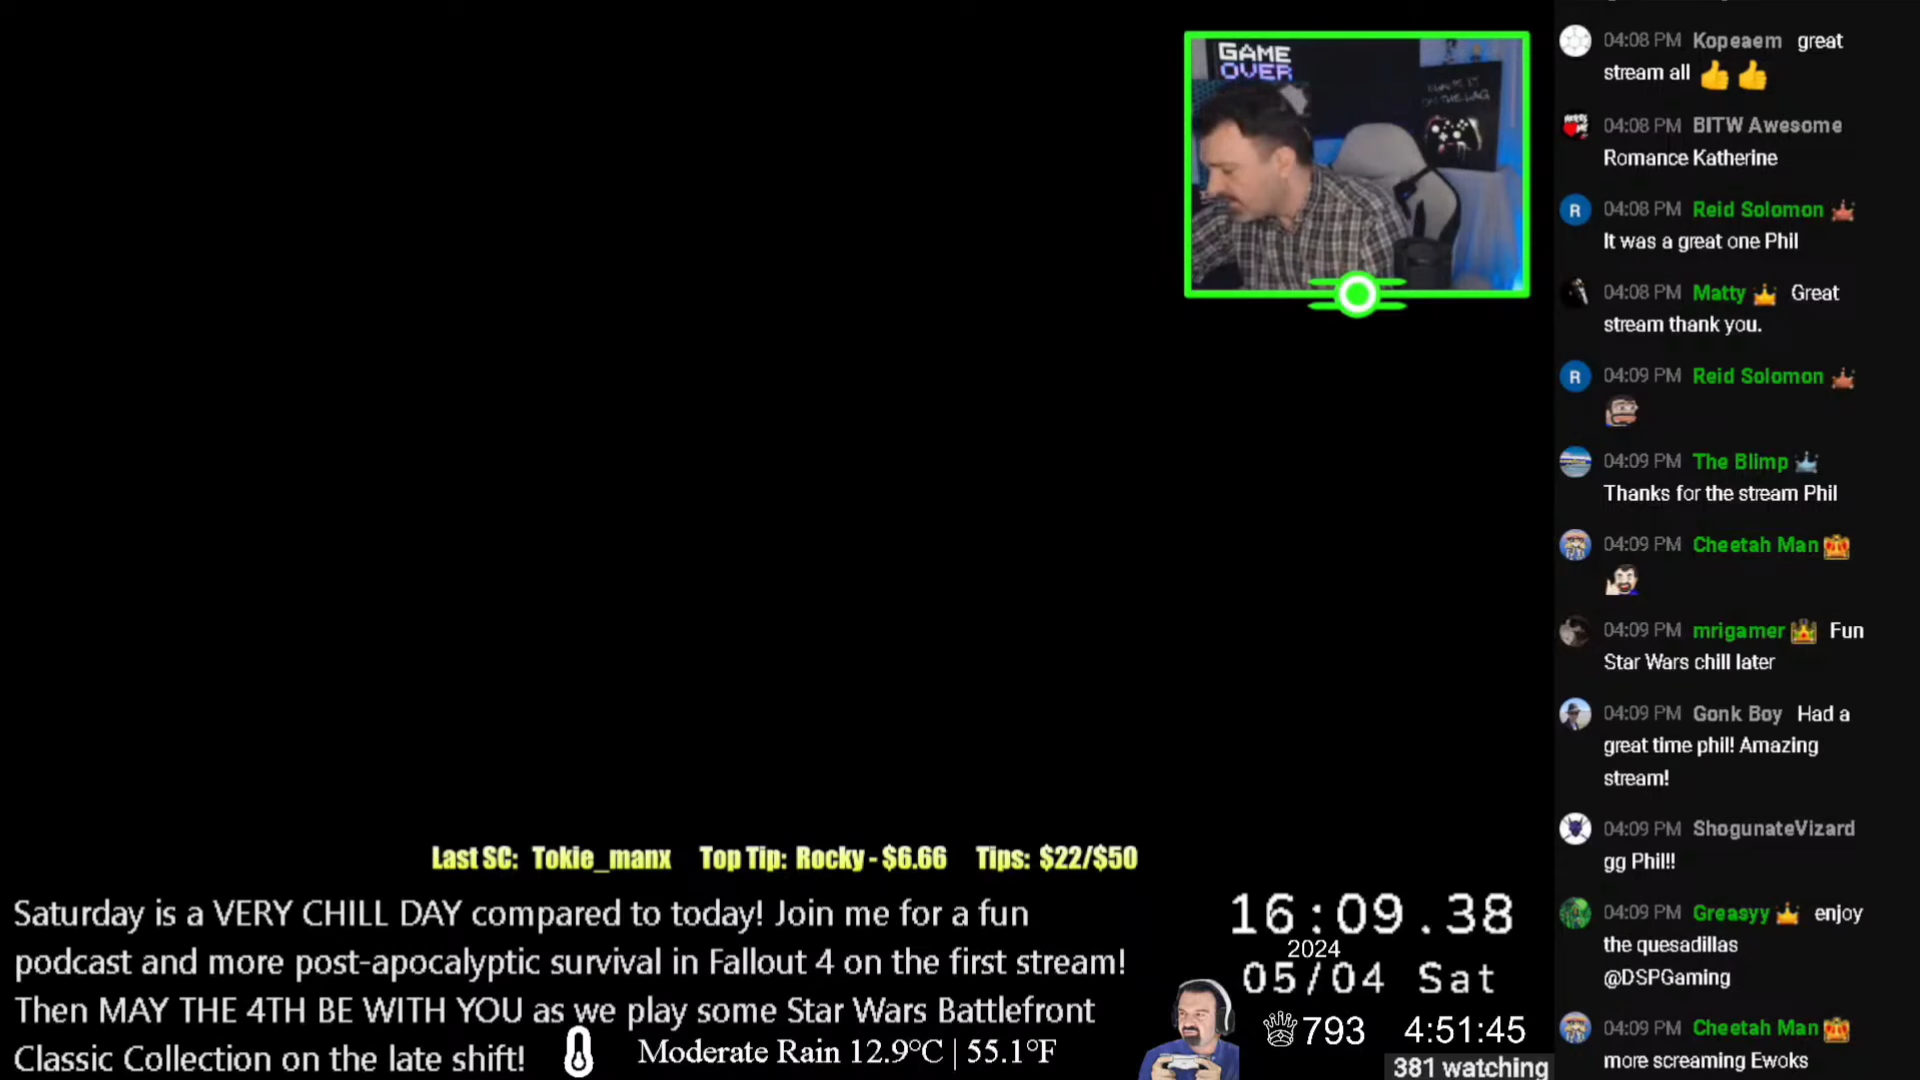 GAME
OVER
04:08 PM Kopeaem great
stream all
04:08 PM BITW Awesome
Romance Katherine
R 04:08 PM Reid Solomon
It was a great one Phil
04:08 PM Matty Great
stream thank you.
R 04:09 PM Reid Solomon
04:09 PM The Blimp
Thanks for the stream Phil
04:09 PM Cheetah Man
04:09 PM mrigamer Fun
Star Wars chill later
04:09 PM Gonk Boy Had a
great time phil! Amazing
stream!
04:09 PM ShogunateVizard
gg Phil!!
04:09 PM Greasyy enjoy
the quesadillas
@DSPGaming
04:09 PM Cheetah Man
more screaming Ewoks
Last SC: Tokie_manx Top Tip: Rocky - $6.66 Tips: $22/$50
Saturday is a VERY CHILL DAY compared to today! Join me for a fun
podcast and more post-apocalyptic survival in Fallout 4 on the first stream!
Then MAY THE 4TH BE WITH YOU as we play some Star Wars Battlefront
Classic Collection on the late shift!
Moderate Rain 12.9°C | 55.1°F
16:09.38
2024
05/04 Sat
793 4:51:45
381 watching